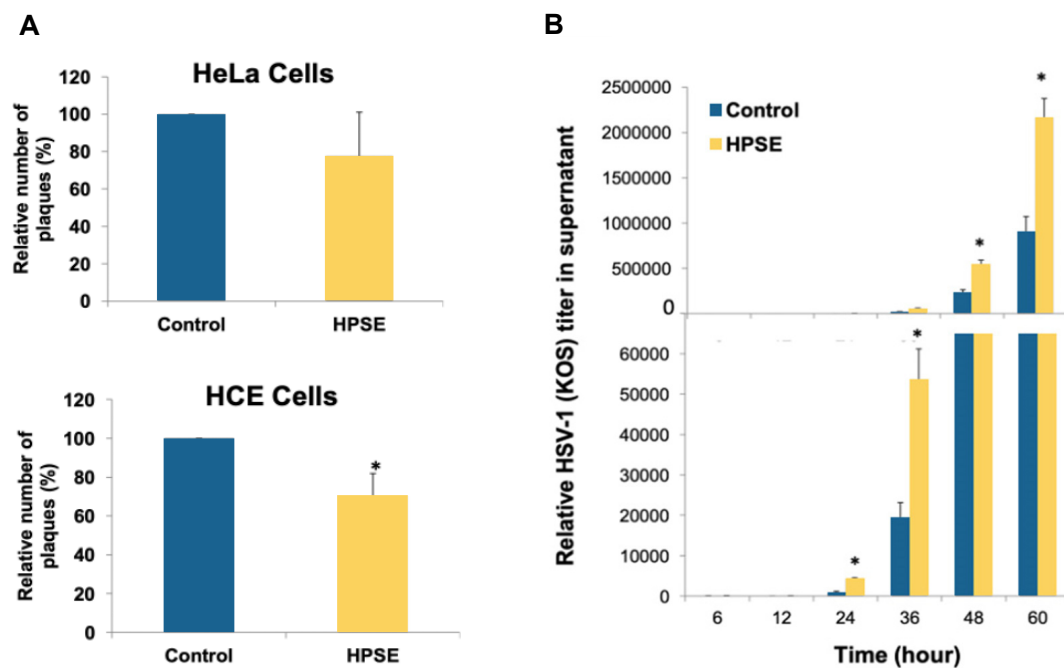 A
HeLa Cells
Relative number of
plaques (%)
120
100
80
60
40
20
0
Control
HPSE
HCE Cells
Relative number of
plaques (%)
120
100
80
60
40
20
0
*
Control
HPSE
B
Relative HSV-1 (KOS) titer in supernatant
2500000
2000000
1500000
1000000
500000
0
Control
HPSE
*
*
60000
50000
40000
30000
20000
10000
0
*
*
6
12
24
36
48
60
Time (hour)